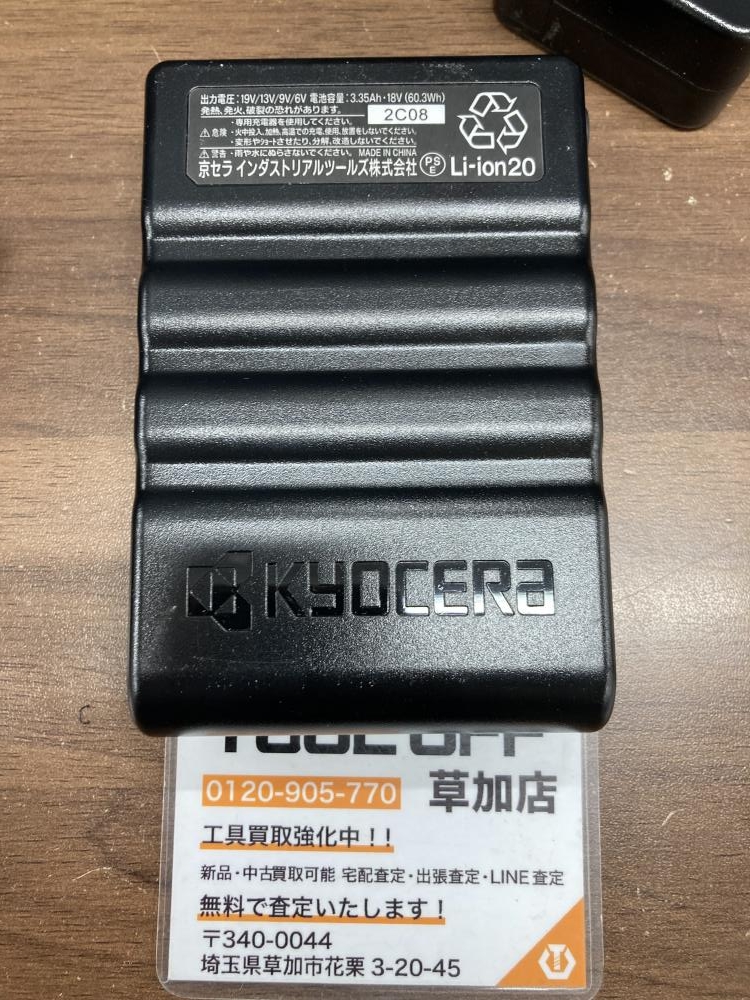 出力電圧:19V/13V/9V/6V 電池容量:3.35Ah・18V(60.3Wh)
発熱、発火、破裂の恐れがあります。
2C08
・専用充電器を使用してください。
危険 ・火中投入、加熱、高温での充電、使用、放置をしないでください。
・変形やショートさせたり、分解、改造しないでください。
警告 ・雨や水にぬらさないでください。 MADE IN CHINA
京セラ インダストリアルツールズ株式会社 PSE Li-ion20
KYOCERA
TOOL OFF
0120-905-770 草加店
工具買取強化中!!
新品・中古買取可能 宅配査定・出張査定・LINE査定
無料で査定いたします!
〒340-0044
埼玉県草加市花栗 3-20-45